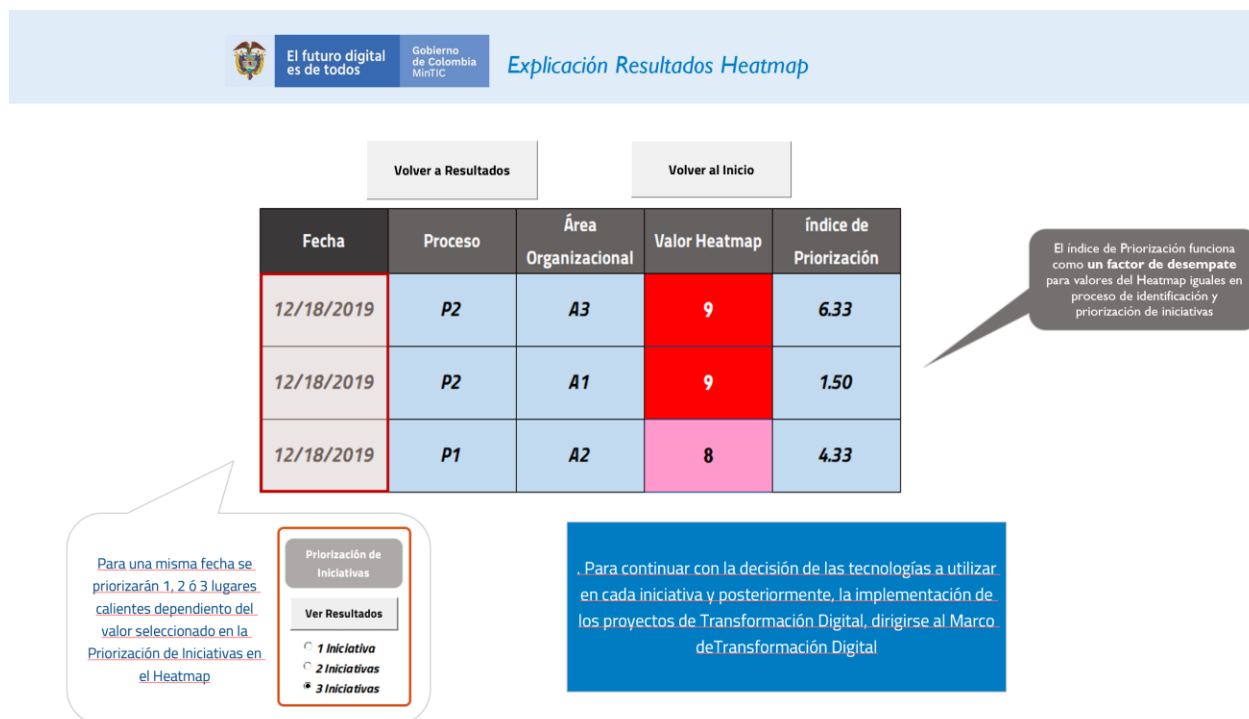 El futuro digital
es de todos
Gobierno
de Colombia
MinTIC
Explicación Resultados Heatmap
Volver a Resultados
Volver al Inicio
Fecha
Proceso
Área
Organizacional
Valor Heatmap
índice de
Priorización
12/18/2019
P2
A3
9
6.33
12/18/2019
P2
A1
9
1.50
12/18/2019
P1
A2
8
4.33
El índice de Priorización funciona
como un factor de desempate
para valores del Heatmap iguales en
proceso de identificación y
priorización de iniciativas
Para una misma fecha se
priorizarán 1, 2 ó 3 lugares
calientes dependiento del
valor seleccionado en la
Priorización de Iniciativas en
el Heatmap
Priorización de
Iniciativas
Ver Resultados
1 Iniciativa
2 Iniciativas
3 Iniciativas
. Para continuar con la decisión de las tecnologías a utilizar
en cada iniciativa y posteriormente, la implementación de
los proyectos de Transformación Digital, dirigirse al Marco
deTransformación Digital